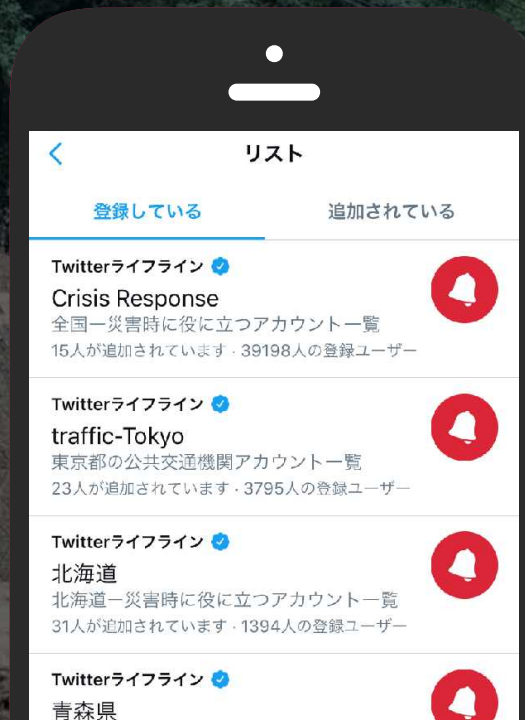 リスト
登録している
追加されている
Twitterライフライン
Crisis Response
全国ー災害時に役に立つアカウント一覧
15人が追加されています · 39198人の登録ユーザー
Twitterライフライン
traffic-Tokyo
東京都の公共交通機関アカウント一覧
23人が追加されています · 3795人の登録ユーザー
Twitterライフライン
北海道
北海道ー災害時に役に立つアカウント一覧
31人が追加されています · 1394人の登録ユーザー
Twitterライフライン
青森県